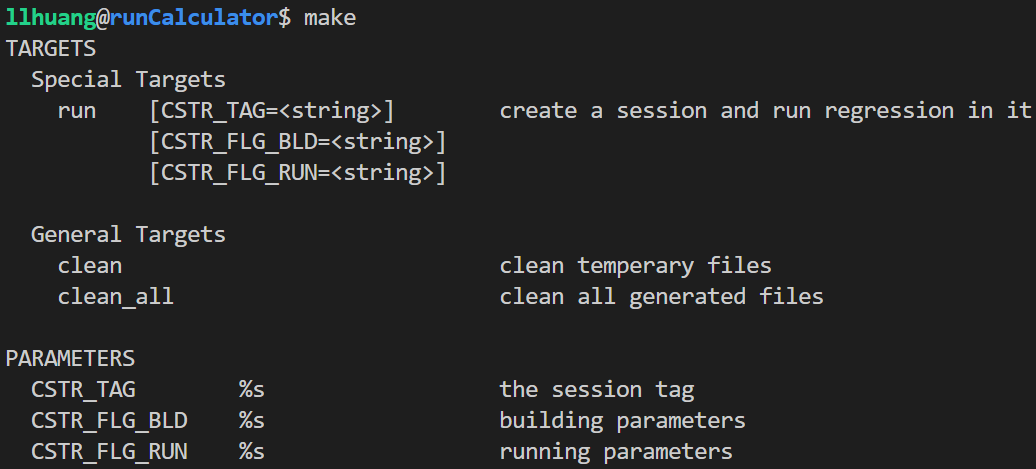 llhuang@runCalculator$ make
TARGETS
  Special Targets
    run    [CSTR_TAG=<string>]        create a session and run regression in it
           [CSTR_FLG_BLD=<string>]
           [CSTR_FLG_RUN=<string>]

  General Targets
    clean                             clean temperary files
    clean_all                         clean all generated files

PARAMETERS
  CSTR_TAG        %s                  the session tag
  CSTR_FLG_BLD    %s                  building parameters
  CSTR_FLG_RUN    %s                  running parameters